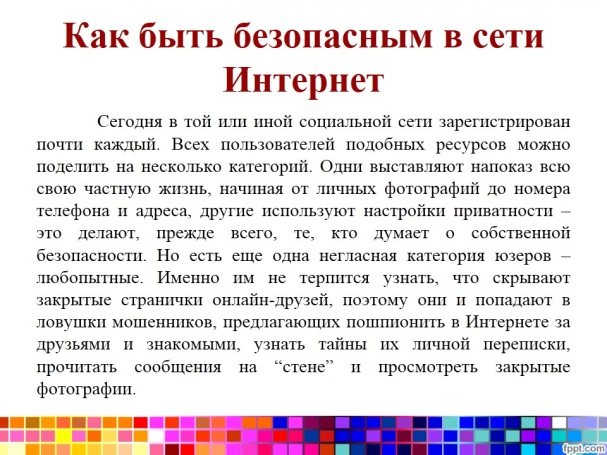 Как быть безопасным в сети
Интернет
Сегодня в той или иной социальной сети зарегистрирован
почти каждый. Всех пользователей подобных ресурсов можно
поделить на несколько категорий. Одни выставляют напоказ всю
свою частную жизнь, начиная от личных фотографий до номера
телефона и адреса, другие используют настройки приватности –
это делают, прежде всего, те, кто думает о собственной
безопасности. Но есть еще одна негласная категория юзеров –
любопытные. Именно им не терпится узнать, что скрывают
закрытые странички онлайн-друзей, поэтому они и попадают в
ловушки мошенников, предлагающих пошпионить в Интернете за
друзьями и знакомыми, узнать тайны их личной переписки,
прочитать сообщения на “стене” и просмотреть закрытые
фотографии.
fppt.com